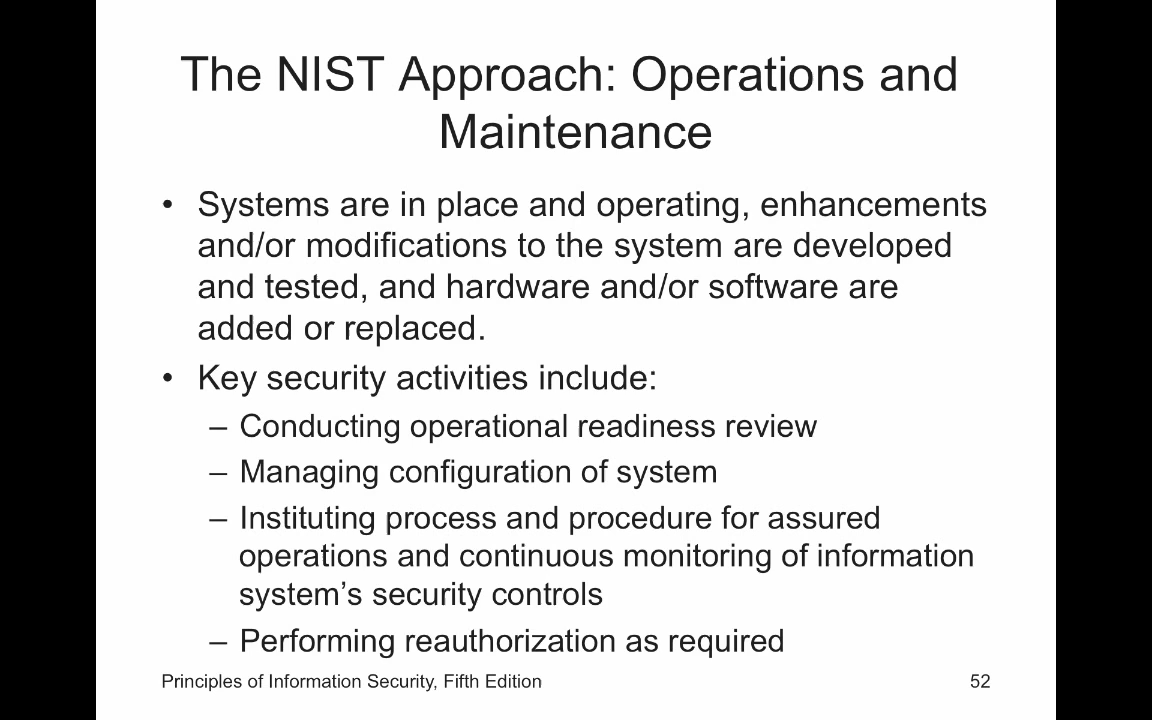 The NIST Approach: Operations and
Maintenance
• Systems are in place and operating, enhancements
and/or modifications to the system are developed
and tested, and hardware and/or software are
added or replaced.
• Key security activities include:
– Conducting operational readiness review
– Managing configuration of system
– Instituting process and procedure for assured
operations and continuous monitoring of information
system’s security controls
– Performing reauthorization as required
Principles of Information Security, Fifth Edition 52